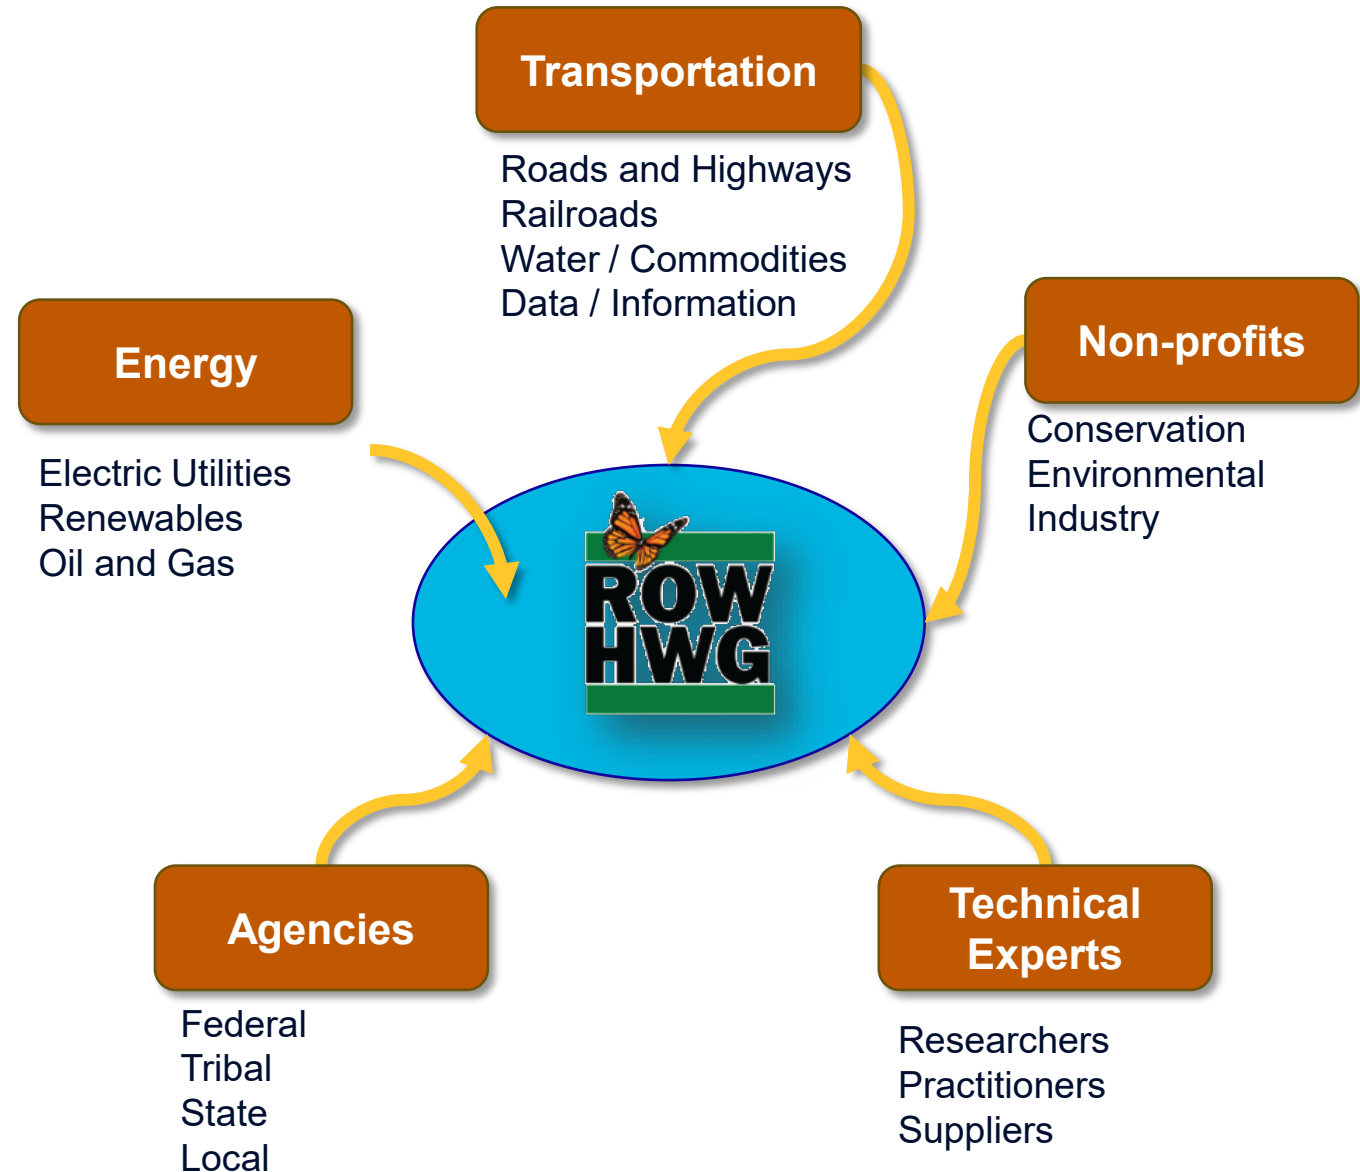 Transportation
Roads and Highways
Railroads
Water / Commodities
Data / Information
Energy
Electric Utilities
Renewables
Oil and Gas
Non-profits
Conservation
Environmental
Industry
ROW
HWG
Agencies
Federal
Tribal
State
Local
Technical
Experts
Researchers
Practitioners
Suppliers